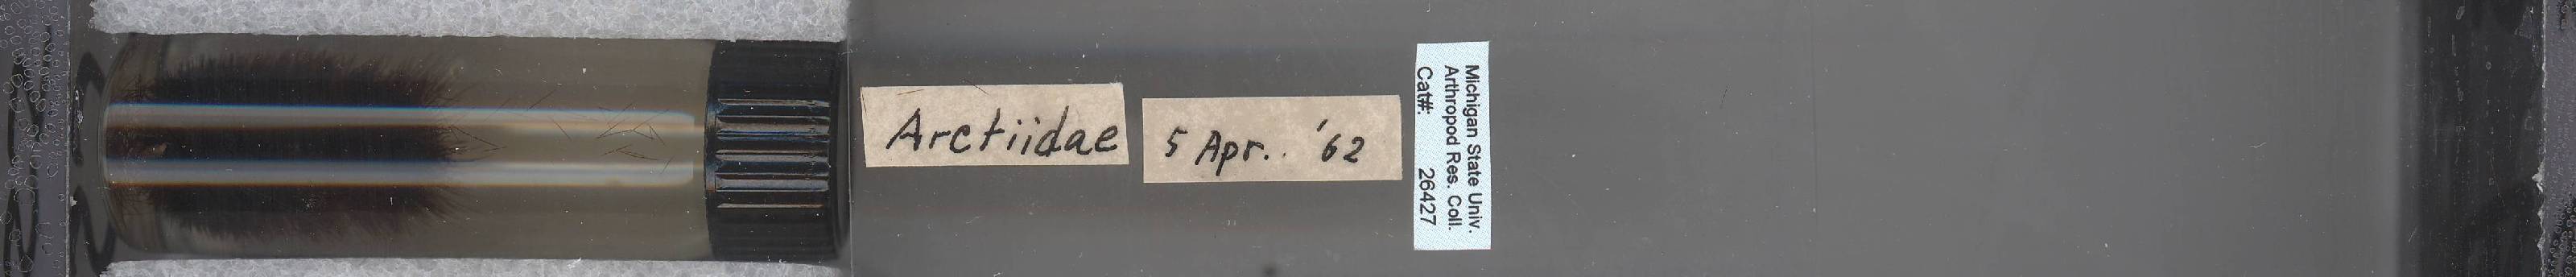 Arctiidae
5 Apr.. '62
Michigan State Univ.
Arthropod Res. Coll.
Cat#: 26427